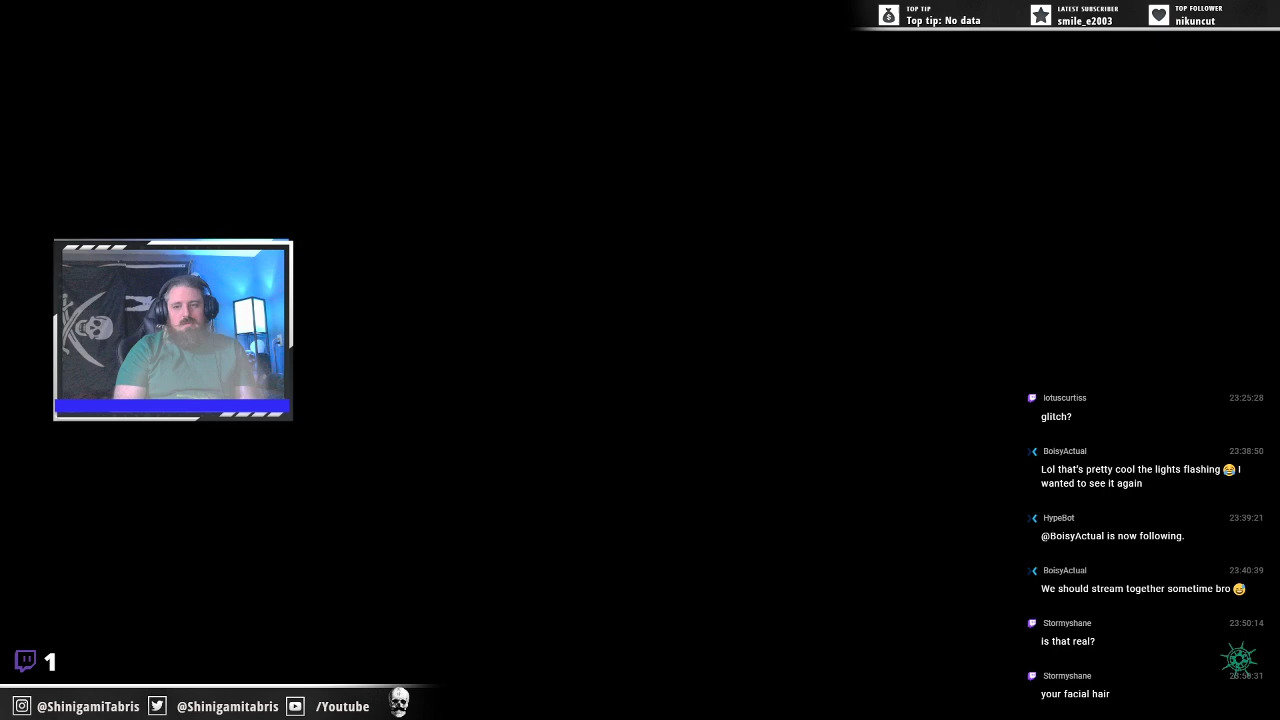 TOP TIP
Top tip: No data
LATEST SUBSCRIBER
smile_e2003
TOP FOLLOWER
nikuncut
lotuscurtiss 23:25:28
glitch?
BoisyActual 23:38:50
Lol that's pretty cool the lights flashing 😂 I
wanted to see it again
HypeBot 23:39:21
@BoisyActual is now following.
BoisyActual 23:40:39
We should stream together sometime bro 😅
Stormyshane 23:50:14
is that real?
Stormyshane
your facial hair
1
@ShinigamiTabris
@Shinigamitabris
/Youtube